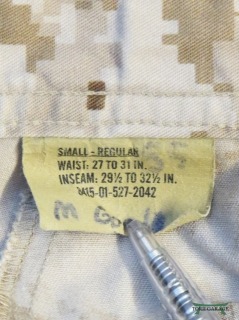 SMALL - REGULAR
WAIST: 27 TO 31 IN.
INSEAM: 29½ TO 32½ IN.
8415-01-527-2042
M